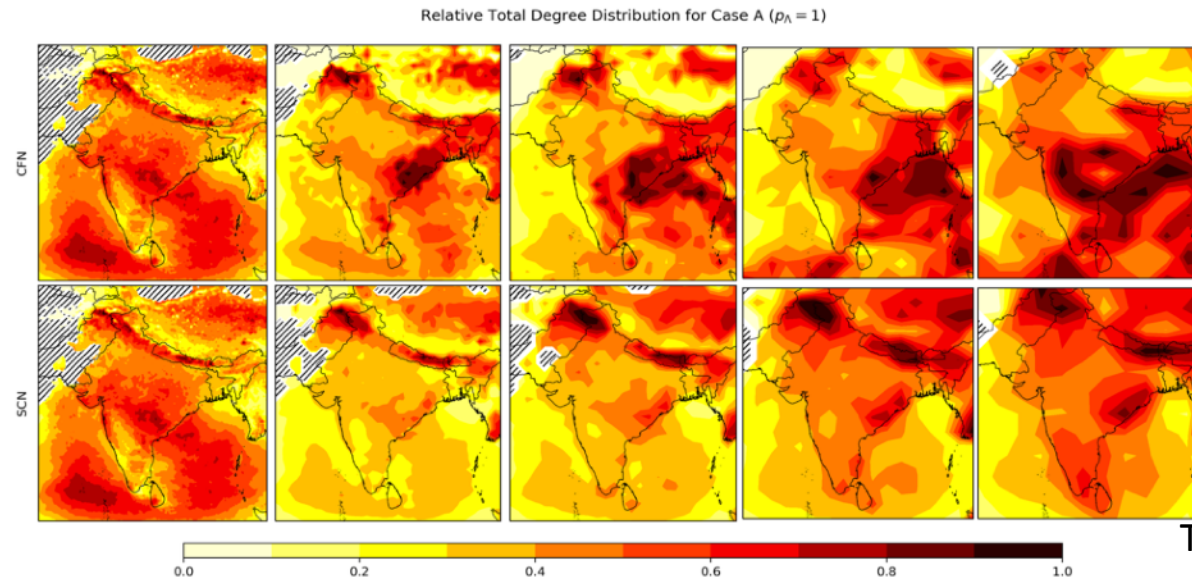 Relative Total Degree Distribution for Case A (p_Λ = 1)
CFN
SCN
T
0.0 0.2 0.4 0.6 0.8 1.0